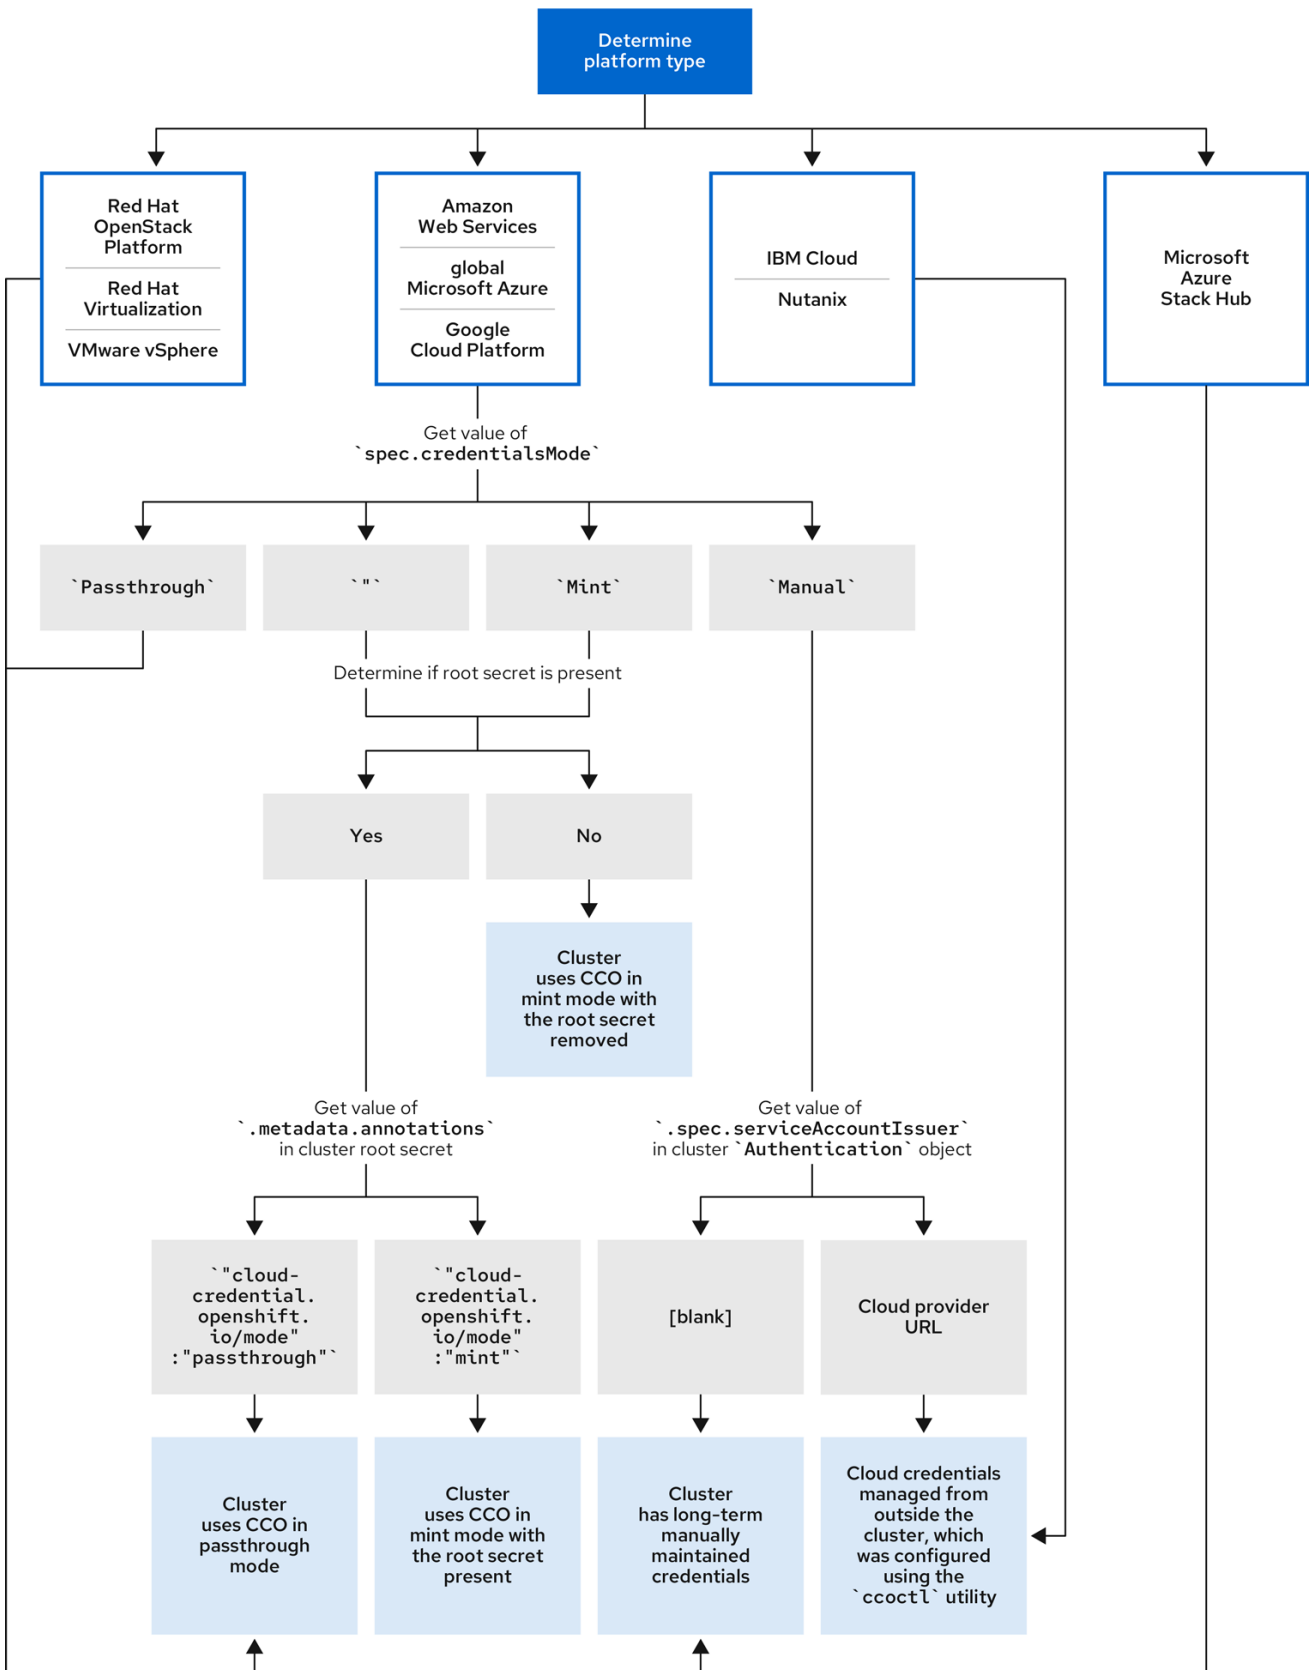 Determine
platform type
Red Hat
OpenStack
Platform
Red Hat
Virtualization
VMware vSphere
Amazon
Web Services
global
Microsoft Azure
Google
Cloud Platform
IBM Cloud
Nutanix
Microsoft
Azure
Stack Hub
Get value of
`spec.credentialsMode`
`Passthrough`
`"`
`Mint`
`Manual`
Determine if root secret is present
Yes
No
Cluster
uses CCO in
mint mode with
the root secret
removed
Get value of
`.metadata.annotations`
in cluster root secret
Get value of
`.spec.serviceAccountIssuer`
in cluster `Authentication` object
`"cloud-
credential.
openshift.
io/mode"
:"passthrough"`
`"cloud-
credential.
openshift.
io/mode"
:"mint"`
[blank]
Cloud provider
URL
Cluster
uses CCO in
passthrough
mode
Cluster
uses CCO in
mint mode with
the root secret
present
Cluster
has long-term
manually
maintained
credentials
Cloud credentials
managed from
outside the
cluster, which
was configured
using the
`ccoctl` utility